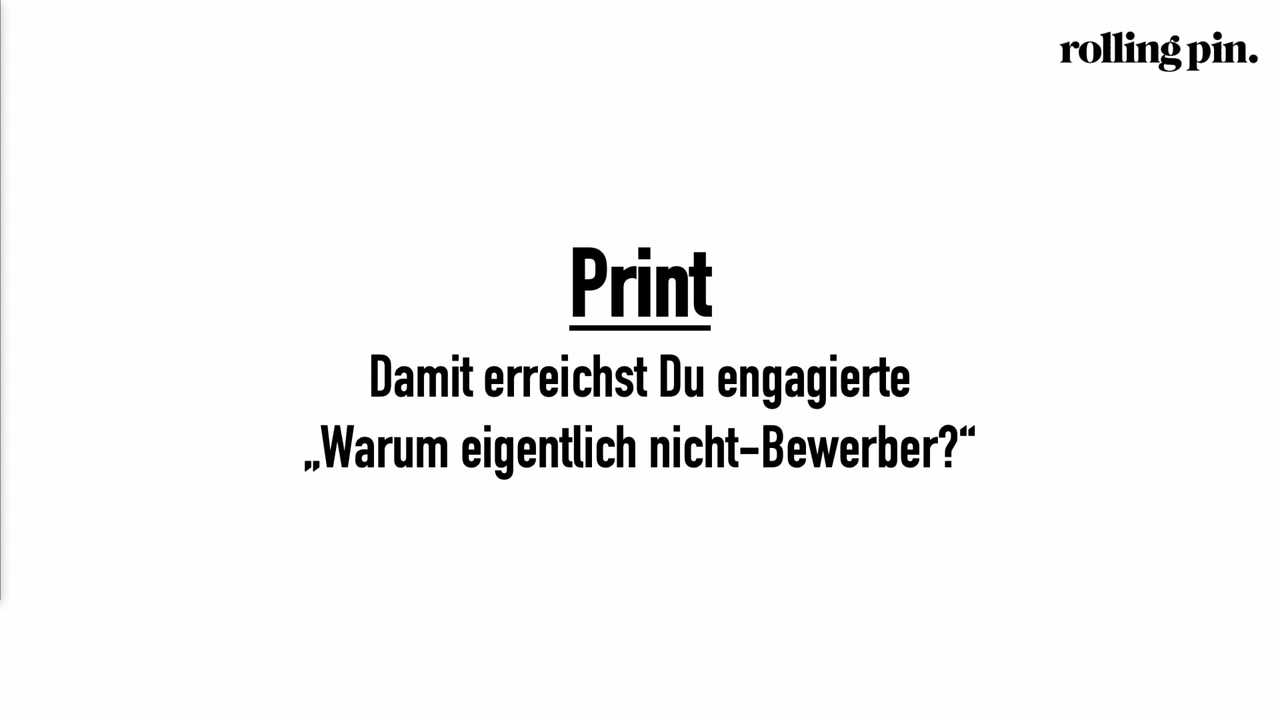 rolling pin.
Print
Damit erreichst Du engagierte
„Warum eigentlich nicht-Bewerber?“